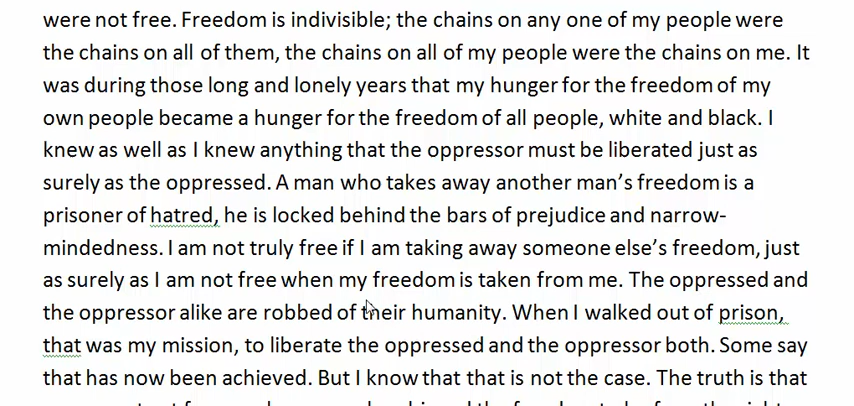 were not free. Freedom is indivisible; the chains on any one of my people were
the chains on all of them, the chains on all of my people were the chains on me. It
was during those long and lonely years that my hunger for the freedom of my
own people became a hunger for the freedom of all people, white and black. I
knew as well as I knew anything that the oppressor must be liberated just as
surely as the oppressed. A man who takes away another man’s freedom is a
prisoner of hatred, he is locked behind the bars of prejudice and narrow-
mindedness. I am not truly free if I am taking away someone else’s freedom, just
as surely as I am not free when my freedom is taken from me. The oppressed and
the oppressor alike are robbed of their humanity. When I walked out of prison,
that was my mission, to liberate the oppressed and the oppressor both. Some say
that has now been achieved. But I know that that is not the case. The truth is that